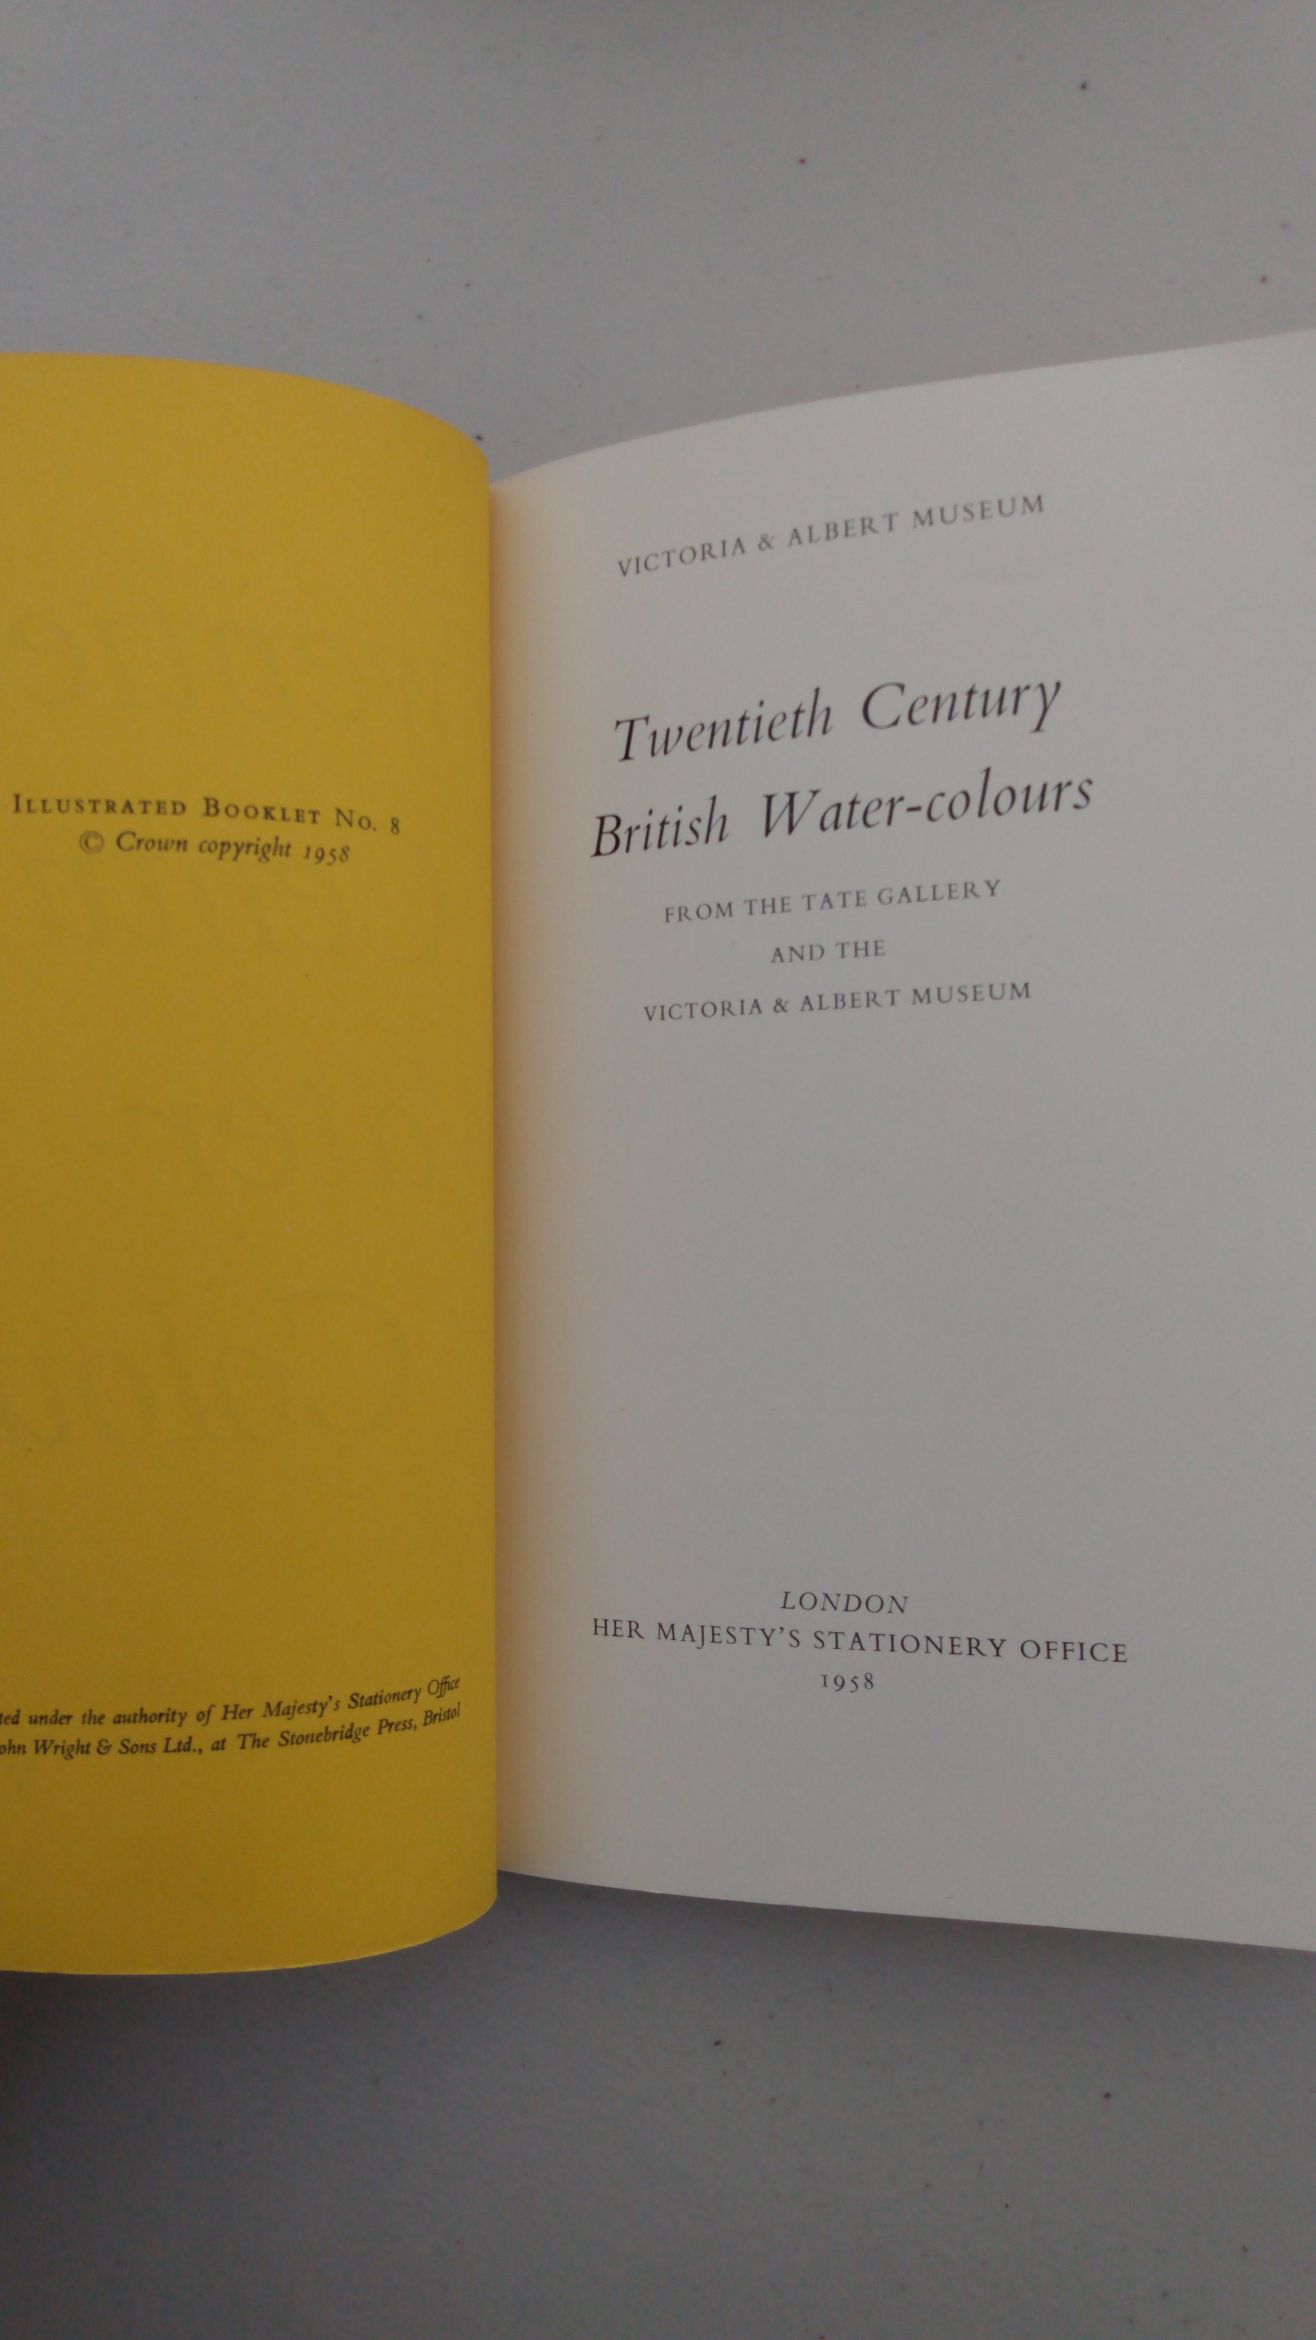 ILLUSTRATED BOOKLET NO. 8
© Crown copyright 1958
under the authority of Her Majesty's Stationery Office
Wright & Sons Ltd., at The Stonebridge Press, Bristol
VICTORIA & ALBERT MUSEUM
Twentieth Century
British Water-colours
FROM THE TATE GALLERY
AND THE
VICTORIA & ALBERT MUSEUM
LONDON
HER MAJESTY'S STATIONERY OFFICE
1958